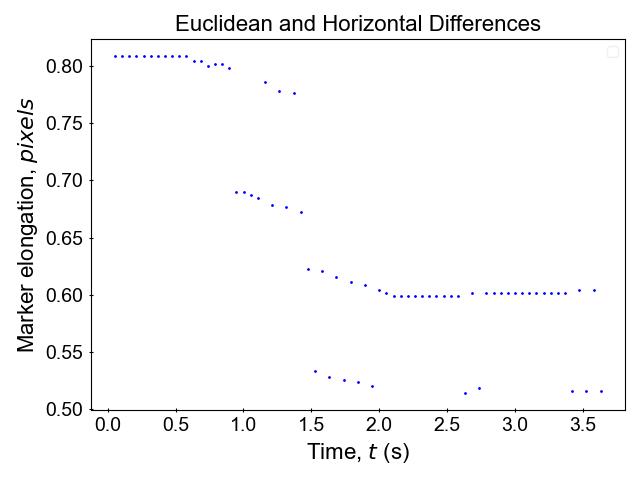 Euclidean and Horizontal Differences
0.80
0.75
0.70
0.65
0.60
0.55
0.50
Marker elongation, pixels
0.0 0.5 1.0 1.5 2.0 2.5 3.0 3.5
Time, t (s)